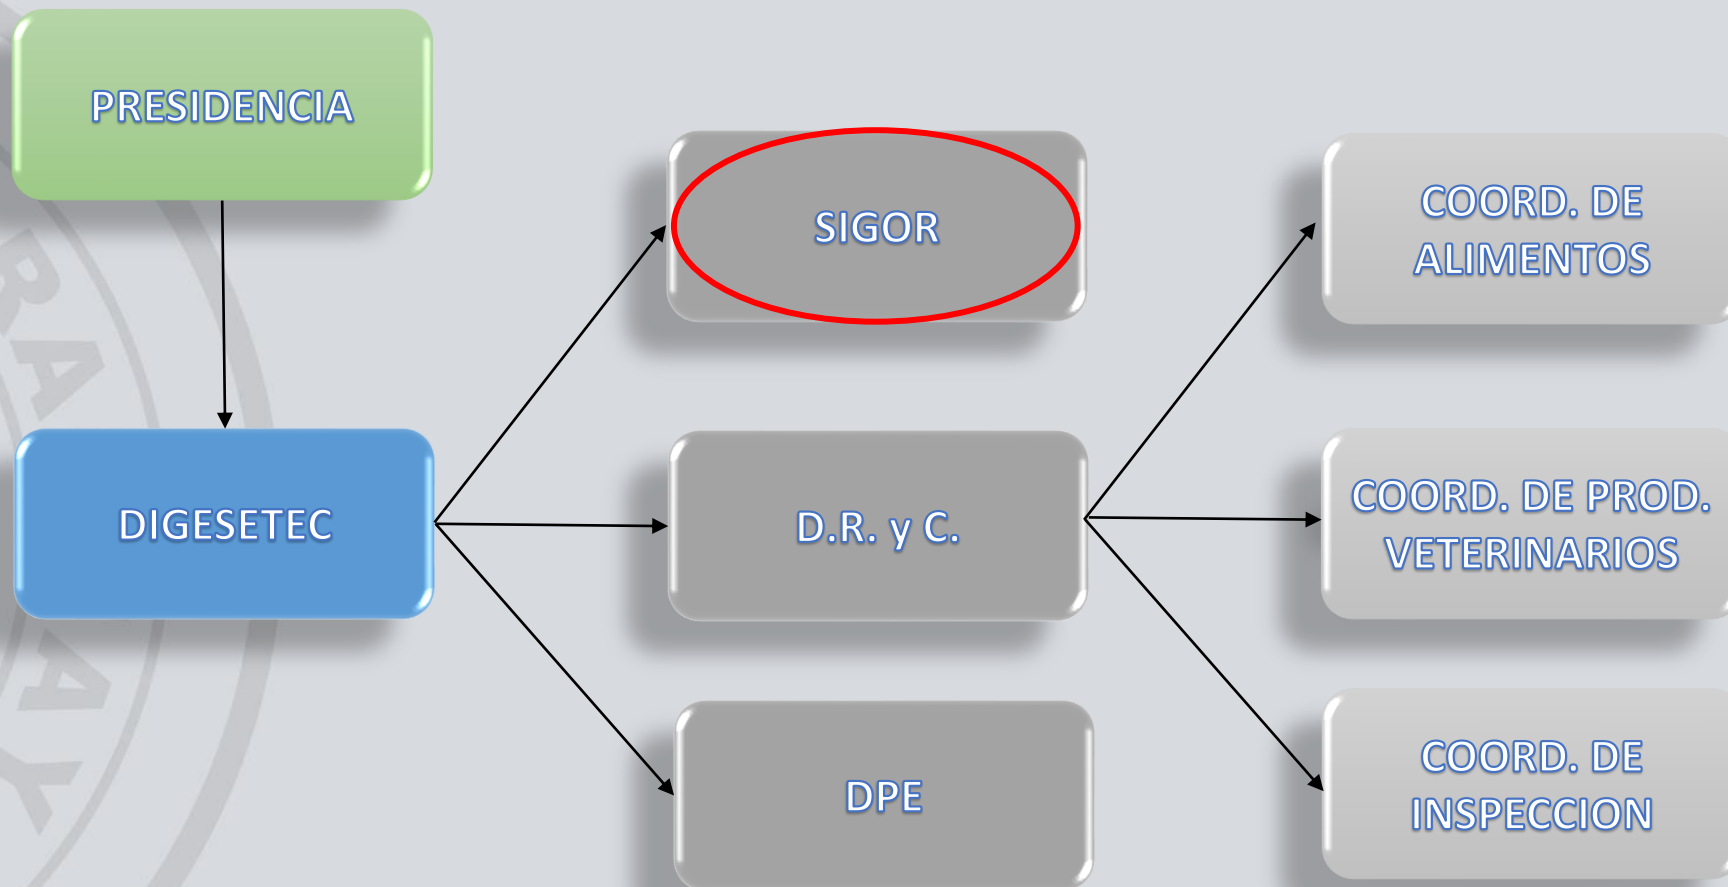 PRESIDENCIA
SIGOR
COORD. DE
ALIMENTOS
DIGESETEC
D.R. y C.
COORD. DE PROD.
VETERINARIOS
DPE
COORD. DE
INSPECCION